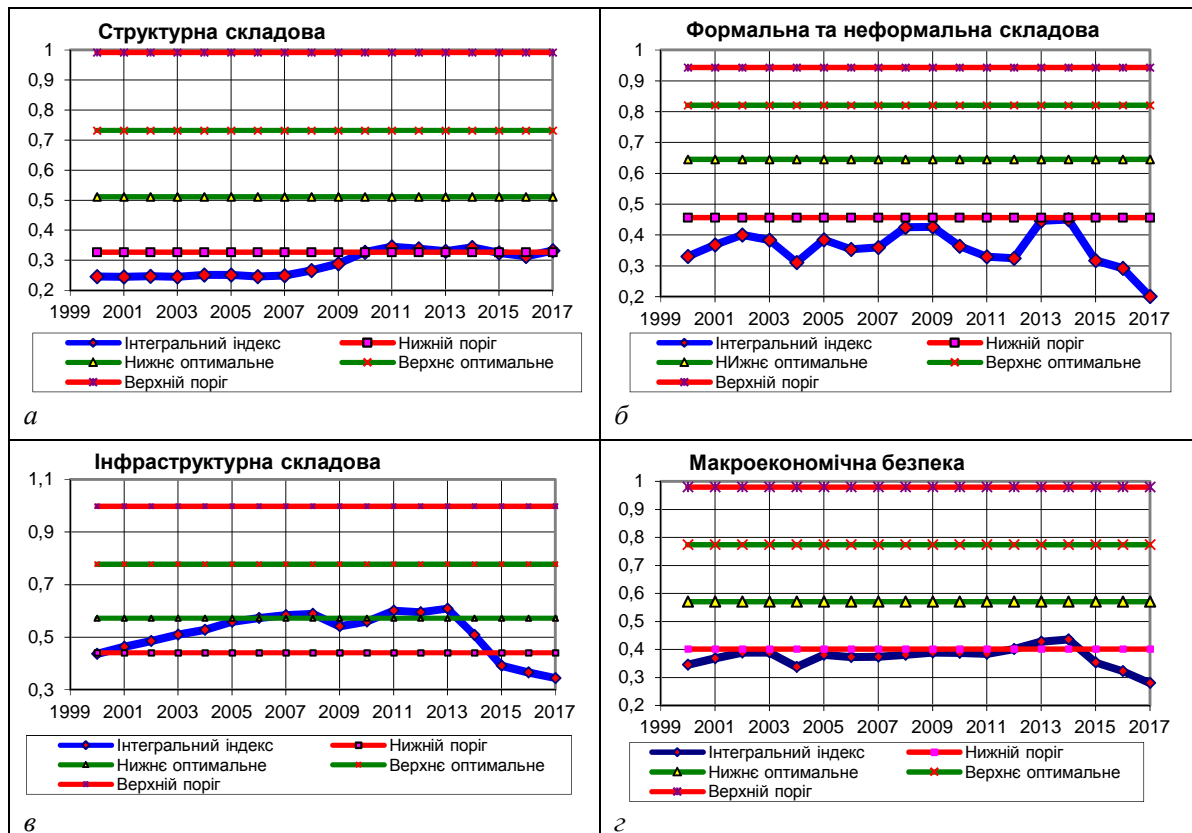 Структурна складова
1
0,9
0,8
0,7
0,6
0,5
0,4
0,3
0,2
1999 2001 2003 2005 2007 2009 2011 2013 2015 2017
Інтегральний індекс Нижній поріг
Нижнє оптимальне Верхнє оптимальне
Верхній поріг
а
Формальна та неформальна складова
1
0,9
0,8
0,7
0,6
0,5
0,4
0,3
0,2
1999 2001 2003 2005 2007 2009 2011 2013 2015 2017
Інтегральний індекс Нижній поріг
НИжнє оптимальне Верхнє оптимальне
Верхній поріг
б
Інфраструктурна складова
1,1
0,9
0,7
0,5
0,3
1999 2001 2003 2005 2007 2009 2011 2013 2015 2017
Інтегральний індекс Нижній поріг
Нижнє оптимальне Верхнє оптимальне
Верхній поріг
в
Макроекономічна безпека
1
0,9
0,8
0,7
0,6
0,5
0,4
0,3
0,2
1999 2001 2003 2005 2007 2009 2011 2013 2015 2017
Інтегральний індекс Нижній поріг
Нижнє оптимальне Верхнє оптимальне
Верхній поріг
г